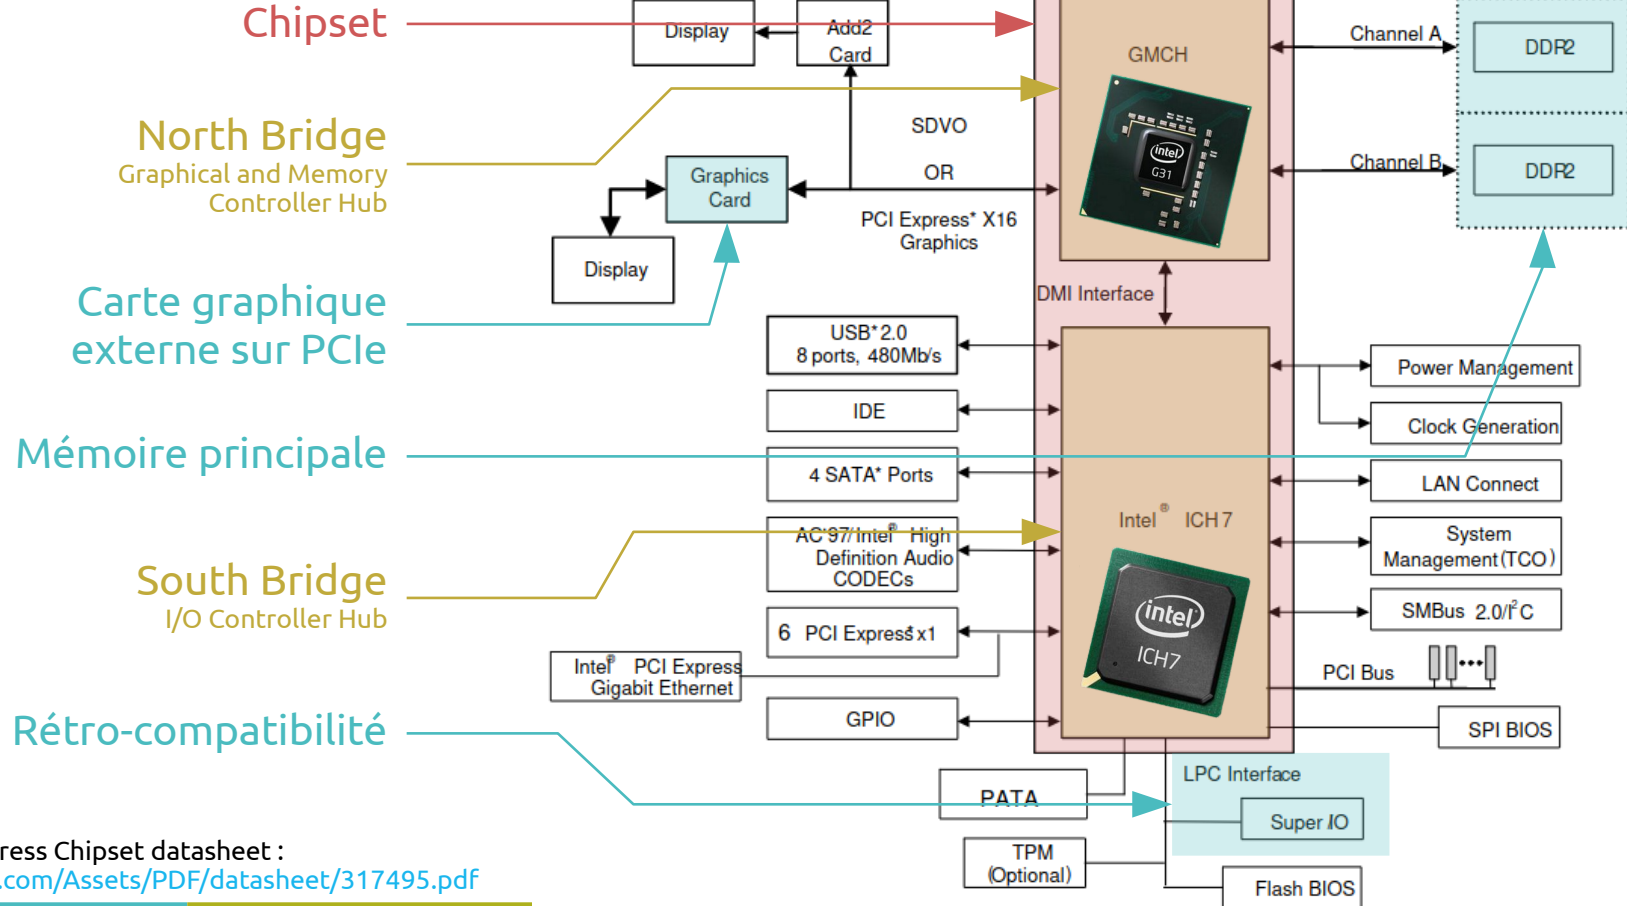 Chipset
North Bridge
Graphical and Memory
Controller Hub
Carte graphique
externe sur PCIe
Mémoire principale
South Bridge
I/O Controller Hub
Rétro-compatibilité
Display
Add2
Card
SDVO
OR
PCI Express* X16
Graphics
Graphics
Card
Display
GMCH
intel
G31
Channel A
DDR2
Channel B
DDR2
DMI Interface
USB* 2.0
8 ports, 480Mb/s
IDE
4 SATA* Ports
AC'97/Intel® High
Definition Audio
CODECs
6 PCI Express* x1
Intel® PCI Express
Gigabit Ethernet
GPIO
Intel® ICH7
intel
ICH7
Power Management
Clock Generation
LAN Connect
System
Management (TCO)
SMBus 2.0/I²C
PCI Bus
SPI BIOS
PATA
LPC Interface
Super IO
TPM
(Optional)
Flash BIOS
ress Chipset datasheet :
.com/Assets/PDF/datasheet/317495.pdf